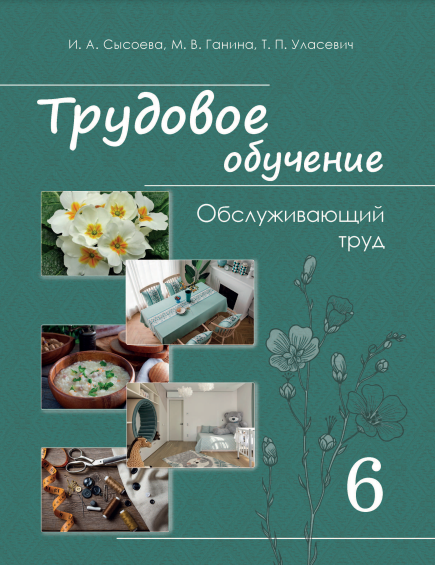 И. А. Сысоева, М. В. Ганина, Т. П. Уласевич
Трудовое
обучение
Обслуживающий
труд
6